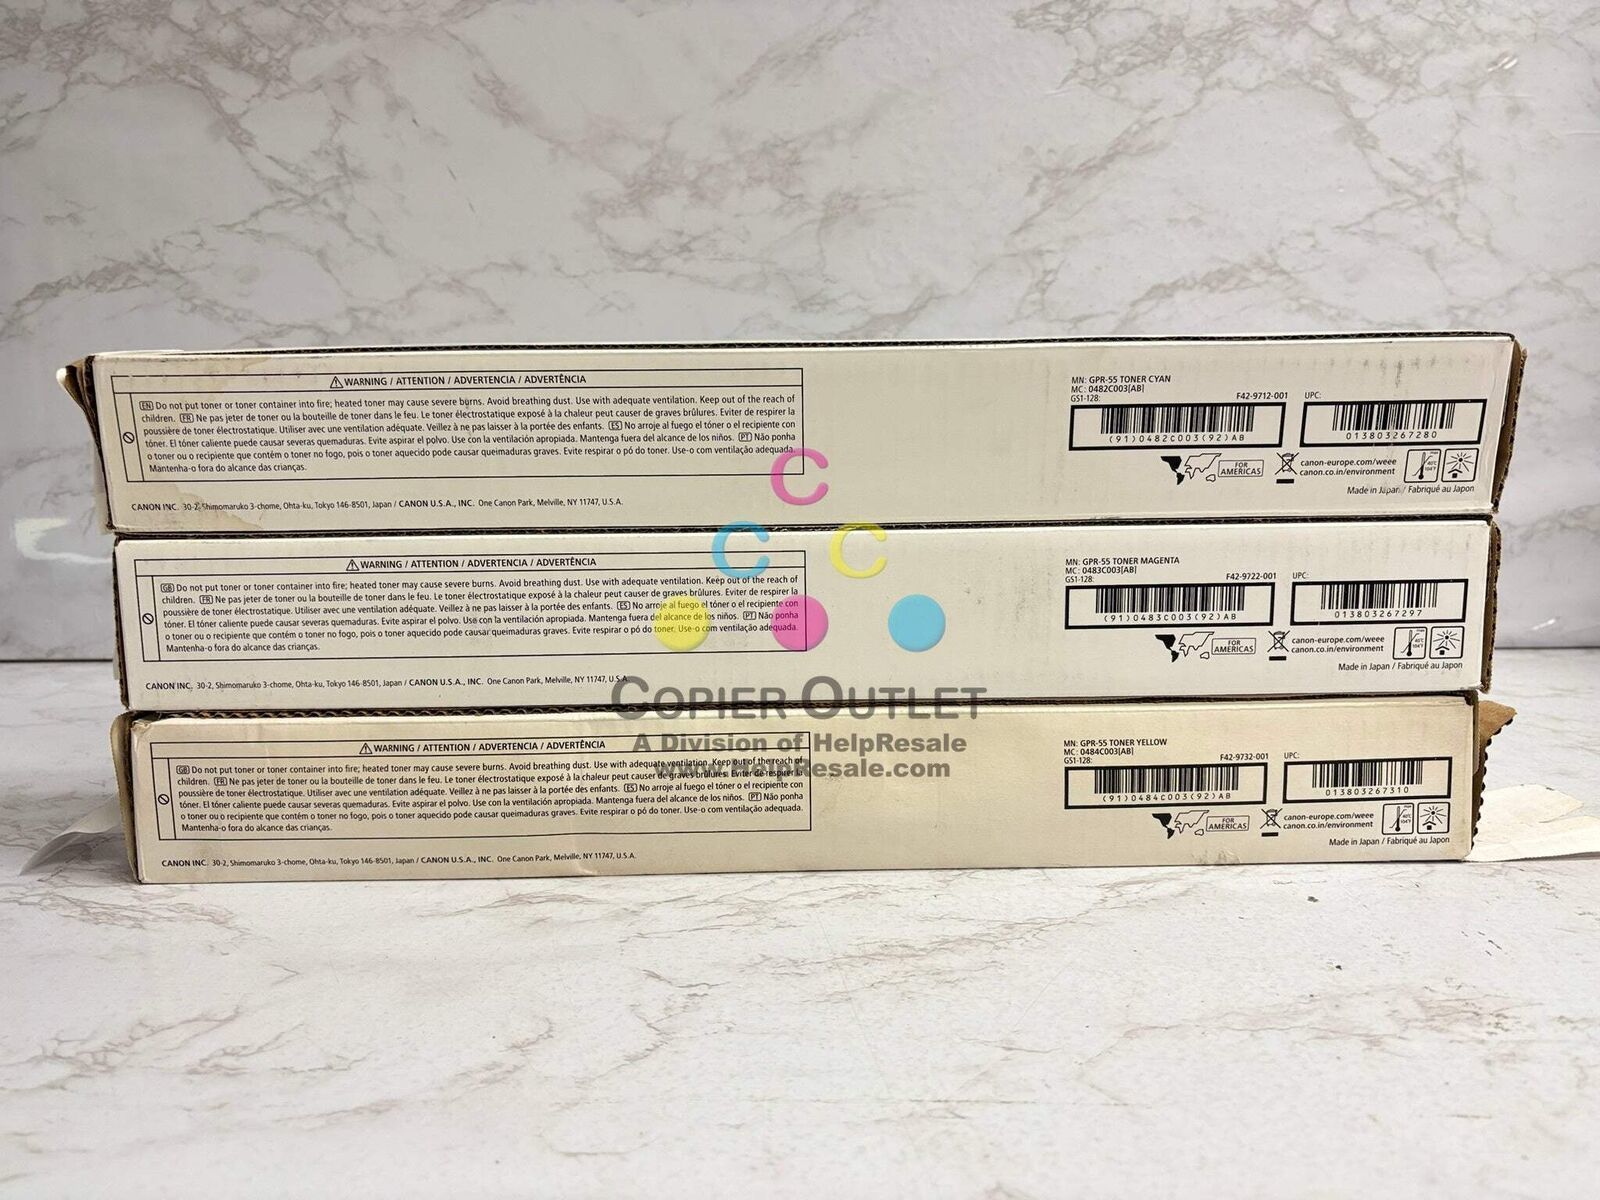 WARNING / ATTENTION / ADVERTENCIA / ADVERTÊNCIA
EN Do not put toner or toner container into fire; heated toner may cause severe burns. Avoid breathing dust. Use with adequate ventilation. Keep out of the reach of
children. FR Ne pas jeter de toner ou la bouteille de toner dans le feu. Le toner électrostatique exposé à la chaleur peut causer de graves brûlures. Eviter de respirer la
poussière de toner électrostatique. Utiliser avec une ventilation adéquate. Veillez à ne pas laisser à la portée des enfants. ES No arroje al fuego el tóner o el recipiente con
tóner. El tóner caliente puede causar severas quemaduras. Evite aspirar el polvo. Use con la ventilación apropiada. Mantenga fuera del alcance de los niños. PT Não ponha
o toner ou o recipiente que contém o toner no fogo, pois o toner aquecido pode causar queimaduras graves. Evite respirar o pó do toner. Use-o com ventilação adequada.
Mantenha-o fora do alcance das crianças.
CANON INC. 30-2, Shimomaruko 3-chome, Ohta-ku, Tokyo 146-8501, Japan / CANON U.S.A., INC. One Canon Park, Melville, NY 11747, U.S.A.
MN: GPR-55 TONER CYAN
MC: 0482C003[AB]
GS1-128: F42-9712-001 UPC:
(91)0482C003(92)AB 013803267280
FOR AMERICAS
canon-europe.com/weee
canon.co.in/environment
max 40°C 104°F
Made in Japan / Fabriqué au Japon
WARNING / ATTENTION / ADVERTENCIA / ADVERTÊNCIA
GB Do not put toner or toner container into fire; heated toner may cause severe burns. Avoid breathing dust. Use with adequate ventilation. Keep out of the reach of
children. FR Ne pas jeter de toner ou la bouteille de toner dans le feu. Le toner électrostatique exposé à la chaleur peut causer de graves brûlures. Eviter de respirer la
poussière de toner électrostatique. Utiliser avec une ventilation adéquate. Veillez à ne pas laisser à la portée des enfants. ES No arroje al fuego el tóner o el recipiente con
tóner. El tóner caliente puede causar severas quemaduras. Evite aspirar el polvo. Use con la ventilación apropiada. Mantenga fuera del alcance de los niños. PT Não ponha
o toner ou o recipiente que contém o toner no fogo, pois o toner aquecido pode causar queimaduras graves. Evite respirar o pó do toner. Use-o com ventilação adequada.
Mantenha-o fora do alcance das crianças.
CANON INC. 30-2, Shimomaruko 3-chome, Ohta-ku, Tokyo 146-8501, Japan / CANON U.S.A., INC. One Canon Park, Melville, NY 11747, U.S.A.
MN: GPR-55 TONER MAGENTA
MC: 0483C003[AB]
GS1-128: F42-9722-001 UPC:
(91)0483C003(92)AB 013803267297
FOR AMERICAS
canon-europe.com/weee
canon.co.in/environment
max 40°C 104°F
Made in Japan / Fabriqué au Japon
C
C C
COPIER OUTLET
A Division of HelpResale
www.HelpResale.com
WARNING / ATTENTION / ADVERTENCIA / ADVERTÊNCIA
GB Do not put toner or toner container into fire; heated toner may cause severe burns. Avoid breathing dust. Use with adequate ventilation. Keep out of the reach of
children. FR Ne pas jeter de toner ou la bouteille de toner dans le feu. Le toner électrostatique exposé à la chaleur peut causer de graves brûlures. Eviter de respirer la
poussière de toner électrostatique. Utiliser avec une ventilation adéquate. Veillez à ne pas laisser à la portée des enfants. ES No arroje al fuego el tóner o el recipiente con
tóner. El tóner caliente puede causar severas quemaduras. Evite aspirar el polvo. Use con la ventilación apropiada. Mantenga fuera del alcance de los niños. PT Não ponha
o toner ou o recipiente que contém o toner no fogo, pois o toner aquecido pode causar queimaduras graves. Evite respirar o pó do toner. Use-o com ventilação adequada.
Mantenha-o fora do alcance das crianças.
CANON INC. 30-2, Shimomaruko 3-chome, Ohta-ku, Tokyo 146-8501, Japan / CANON U.S.A., INC. One Canon Park, Melville, NY 11747, U.S.A.
MN: GPR-55 TONER YELLOW
MC: 0484C003[AB]
GS1-128: F42-9732-001 UPC:
(91)0484C003(92)AB 013803267310
FOR AMERICAS
canon-europe.com/weee
canon.co.in/environment
max 40°C 104°F
Made in Japan / Fabriqué au Japon